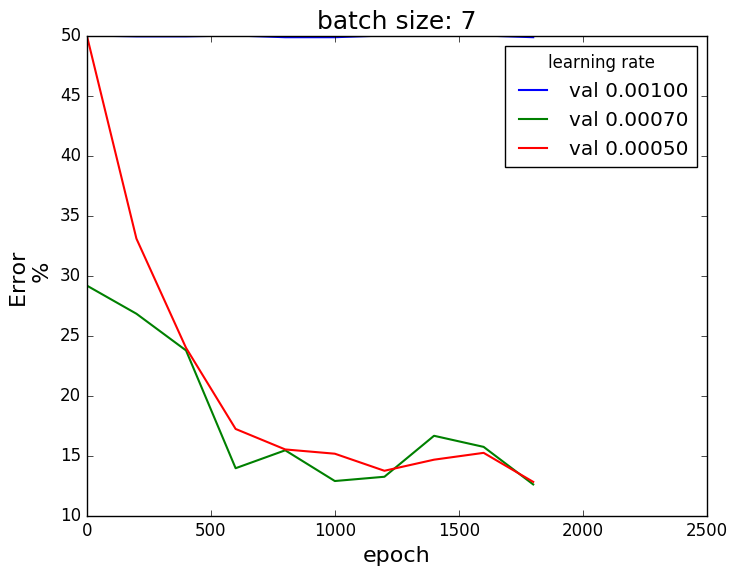 batch size: 7
50
45
40
35
30
25
20
15
10
Error
%
learning rate
val 0.00100
val 0.00070
val 0.00050
0
500
1000
1500
2000
2500
epoch